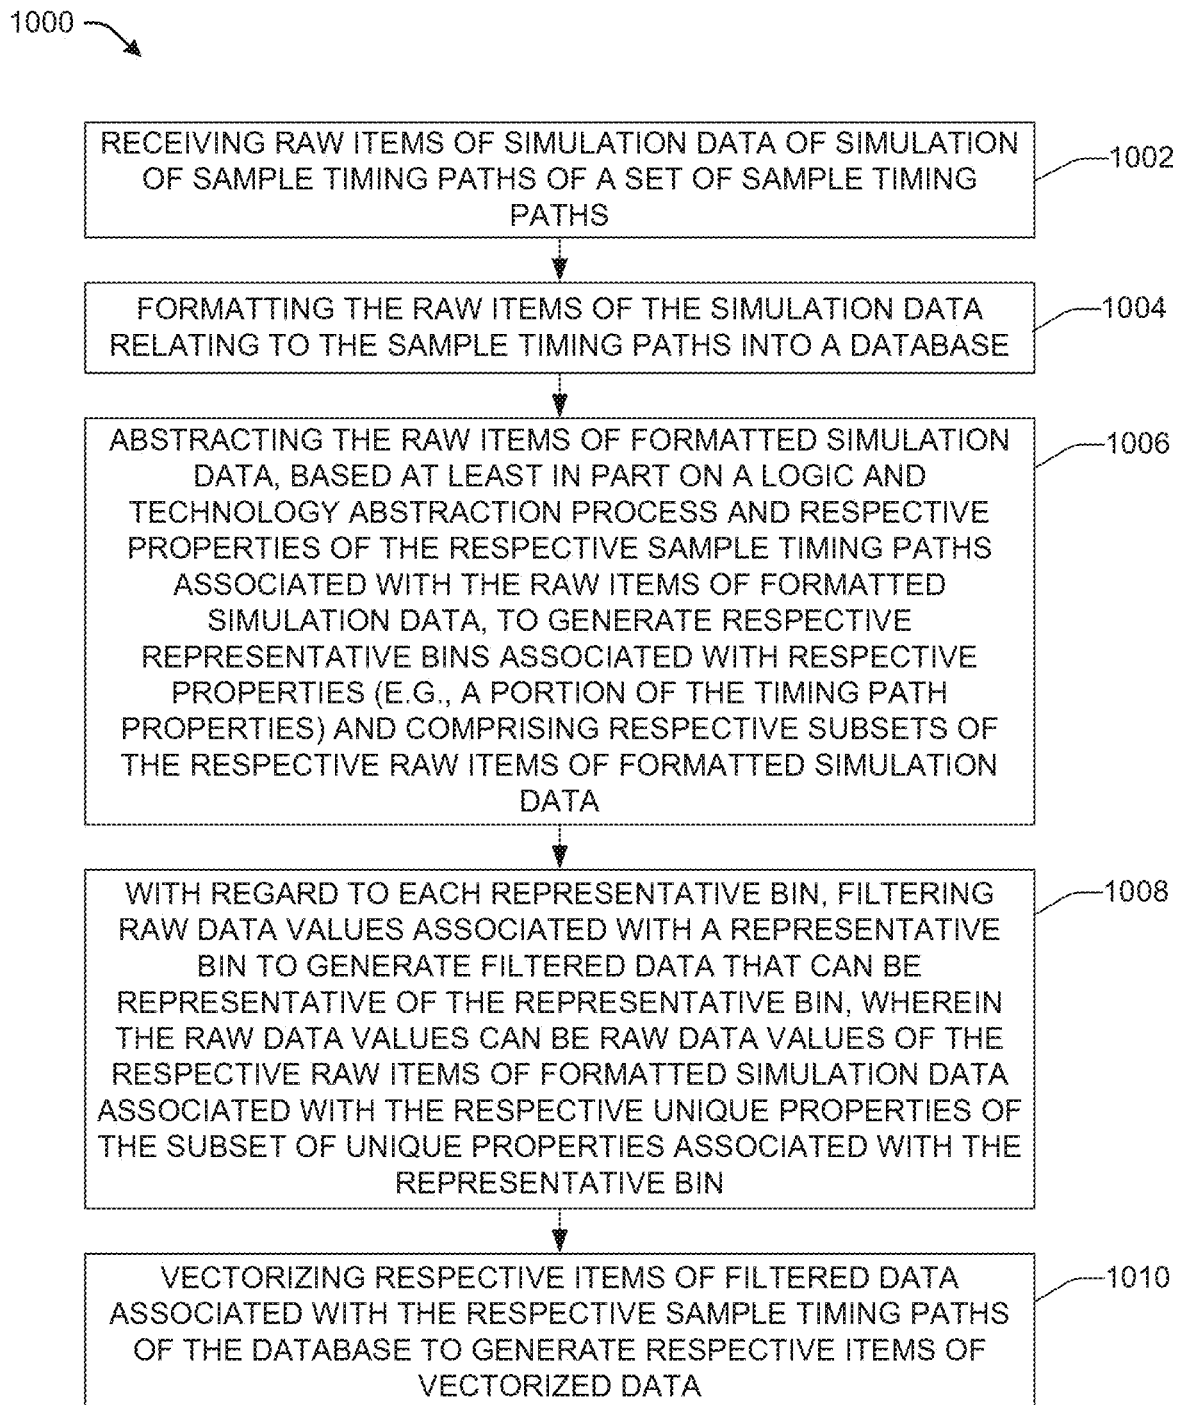 1000
RECEIVING RAW ITEMS OF SIMULATION DATA OF SIMULATION
OF SAMPLE TIMING PATHS OF A SET OF SAMPLE TIMING
PATHS
1002
FORMATTING THE RAW ITEMS OF THE SIMULATION DATA
RELATING TO THE SAMPLE TIMING PATHS INTO A DATABASE
1004
ABSTRACTING THE RAW ITEMS OF FORMATTED SIMULATION
DATA, BASED AT LEAST IN PART ON A LOGIC AND
TECHNOLOGY ABSTRACTION PROCESS AND RESPECTIVE
PROPERTIES OF THE RESPECTIVE SAMPLE TIMING PATHS
ASSOCIATED WITH THE RAW ITEMS OF FORMATTED
SIMULATION DATA, TO GENERATE RESPECTIVE
REPRESENTATIVE BINS ASSOCIATED WITH RESPECTIVE
PROPERTIES (E.G., A PORTION OF THE TIMING PATH
PROPERTIES) AND COMPRISING RESPECTIVE SUBSETS OF
THE RESPECTIVE RAW ITEMS OF FORMATTED SIMULATION
DATA
1006
WITH REGARD TO EACH REPRESENTATIVE BIN, FILTERING
RAW DATA VALUES ASSOCIATED WITH A REPRESENTATIVE
BIN TO GENERATE FILTERED DATA THAT CAN BE
REPRESENTATIVE OF THE REPRESENTATIVE BIN, WHEREIN
THE RAW DATA VALUES CAN BE RAW DATA VALUES OF THE
RESPECTIVE RAW ITEMS OF FORMATTED SIMULATION DATA
ASSOCIATED WITH THE RESPECTIVE UNIQUE PROPERTIES OF
THE SUBSET OF UNIQUE PROPERTIES ASSOCIATED WITH THE
REPRESENTATIVE BIN
1008
VECTORIZING RESPECTIVE ITEMS OF FILTERED DATA
ASSOCIATED WITH THE RESPECTIVE SAMPLE TIMING PATHS
OF THE DATABASE TO GENERATE RESPECTIVE ITEMS OF
VECTORIZED DATA
1010